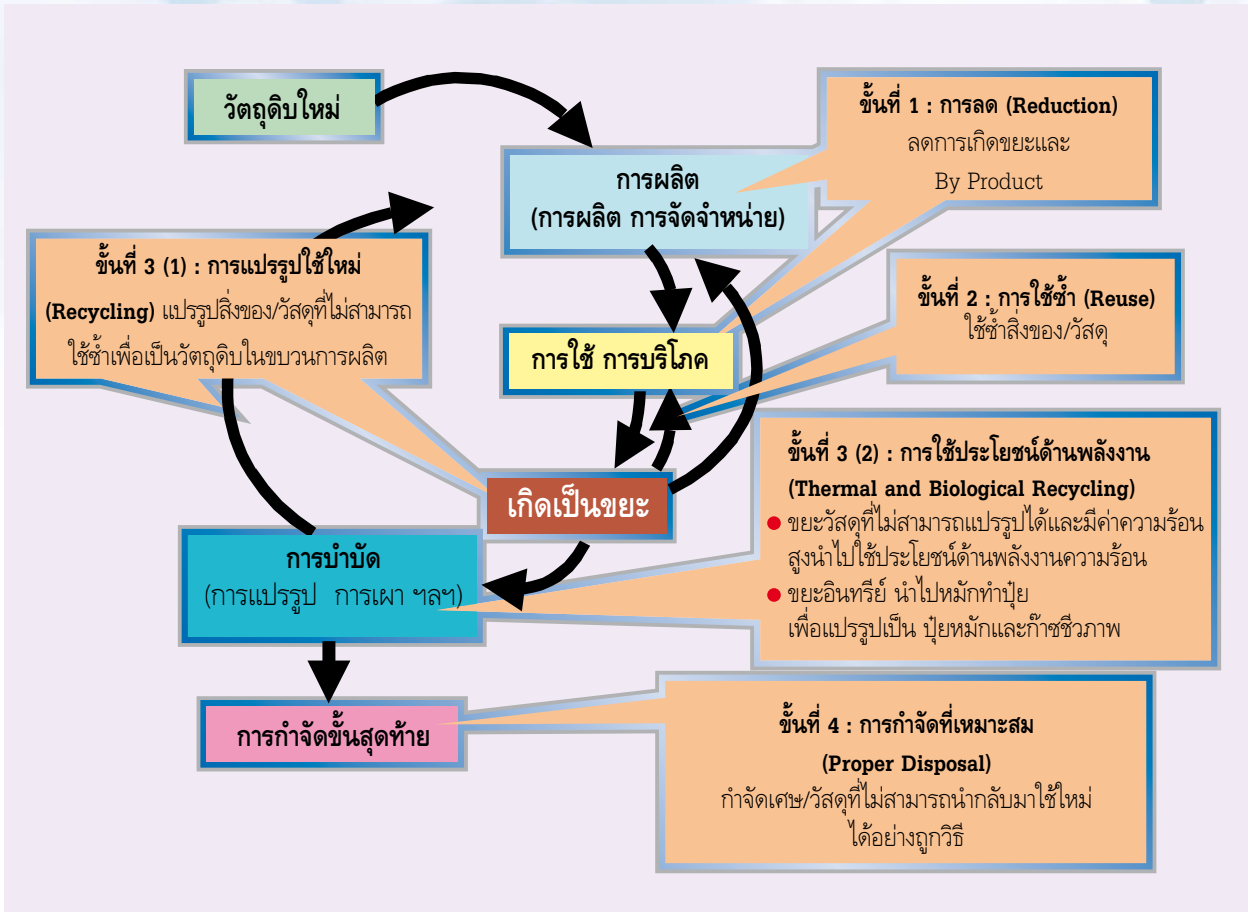 วัตถุดิบใหม่
ขั้นที่ 1 : การลด (Reduction)
ลดการเกิดขยะและ
By Product
การผลิต
(การผลิต การจัดจำหน่าย)
ขั้นที่ 3 (1) : การแปรรูปใช้ใหม่
(Recycling) แปรรูปสิ่งของ/วัสดุที่ไม่สามารถ
ใช้ซ้ำเพื่อเป็นวัตถุดิบในขบวนการผลิต
ขั้นที่ 2 : การใช้ซ้ำ (Reuse)
ใช้ซ้ำสิ่งของ/วัสดุ
การใช้ การบริโภค
ขั้นที่ 3 (2) : การใช้ประโยชน์ด้านพลังงาน
(Thermal and Biological Recycling)
● ขยะวัสดุที่ไม่สามารถแปรรูปได้และมีค่าความร้อน
สูงนำไปใช้ประโยชน์ด้านพลังงานความร้อน
● ขยะอินทรีย์ นำไปหมักทำปุ๋ย
เพื่อแปรรูปเป็น ปุ๋ยหมักและก๊าซชีวภาพ
เกิดเป็นขยะ
การบำบัด
(การแปรรูป การเผา ฯลฯ)
การกำจัดขั้นสุดท้าย
ขั้นที่ 4 : การกำจัดที่เหมาะสม
(Proper Disposal)
กำจัดเศษ/วัสดุที่ไม่สามารถนำกลับมาใช้ใหม่
ได้อย่างถูกวิธี